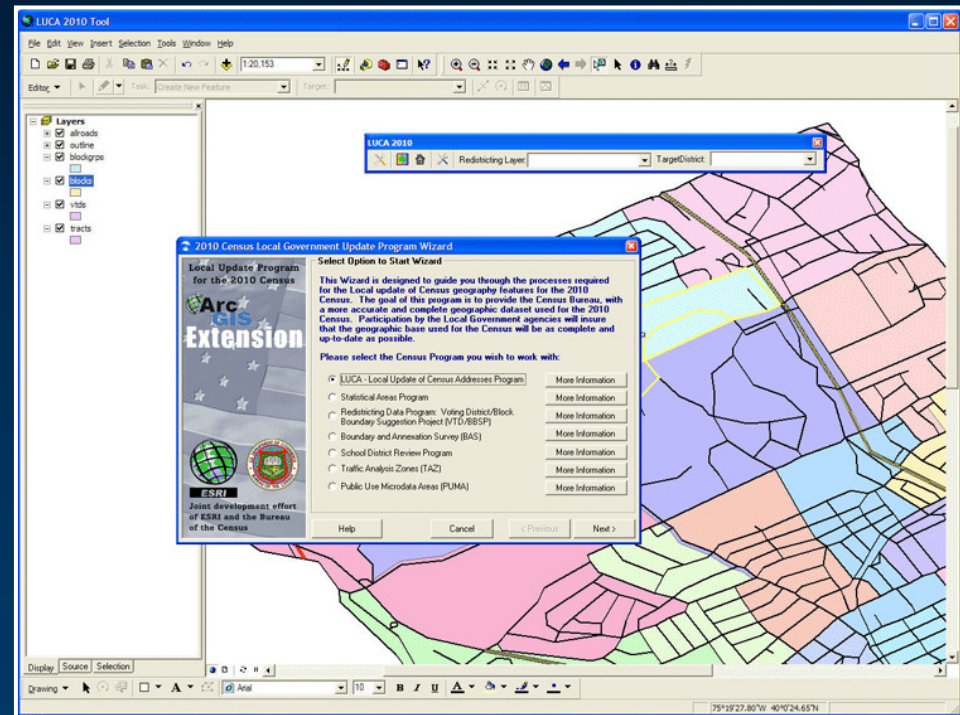 LUCA 2010 Tool
File Edit View Insert Selection Tools Window Help
1:20,153
Editor Task: Create New Feature Target:
Layers
allroads
outline
blockgrps
blocks
vtds
tracts
LUCA 2010
Redistricting Layer: TargetDistrict:
2010 Census Local Government Update Program Wizard
Local Update Program
for the 2010 Census
Arc
GIS
Extension
ESRI
Joint development effort
of ESRI and the Bureau
of the Census
Select Option to Start Wizard
This Wizard is designed to guide you through the processes required
for the Local update of Census geography features for the 2010
Census. The goal of this program is to provide the Census Bureau, with
a more accurate and complete geographic dataset used for the 2010
Census. Participation by the Local Government agencies will insure
that the geographic base used for the Census will be as complete and
up-to-date as possible.
Please select the Census Program you wish to work with:
LUCA - Local Update of Census Addresses Program More Information
Statistical Areas Program More Information
Redistricting Data Program: Voting District/Block
Boundary Suggestion Project (VTD/BBSP) More Information
Boundary and Annexation Survey (BAS) More Information
School District Review Program More Information
Traffic Analysis Zones (TAZ) More Information
Public Use Microdata Areas (PUMA) More Information
Help Cancel < Previous Next >
Display Source Selection
Drawing A Arial 10 B I U A
75°19'27.80"W 40°0'24.65"N